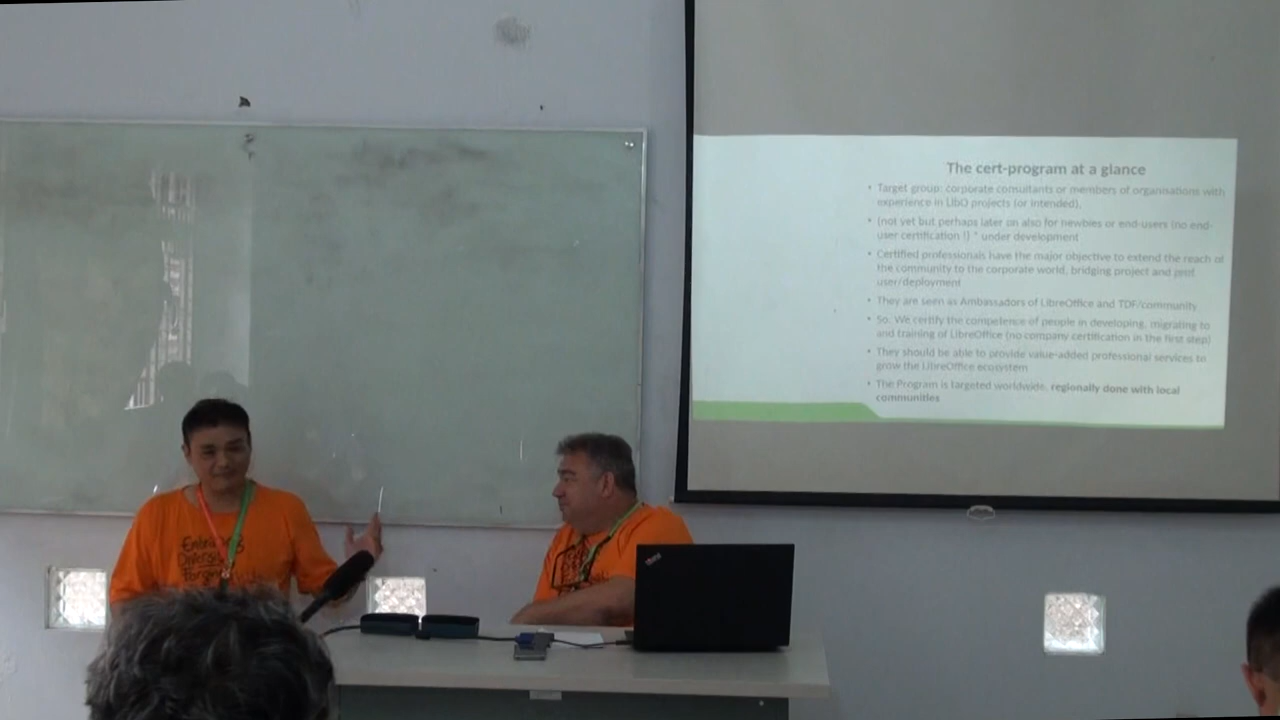 The cert-program at a glance
• Target group: corporate consultants or members of organisations with
experience in LibO projects (or intended).
• (not yet but perhaps later on also for newbies or end-users (no end-
user certification !) * under development
• Certified professionals have the major objective to extend the reach of
the community to the corporate world, bridging project and prof.
user/deployment
• They are seen as Ambassadors of LibreOffice and TDF/community
• So: We certify the competence of people in developing, migrating to
and training of LibreOffice (no company certification in the first step)
• They should be able to provide value-added professional services to
grow the LibreOffice ecosystem
• The Program is targeted worldwide, regionally done with local
communities